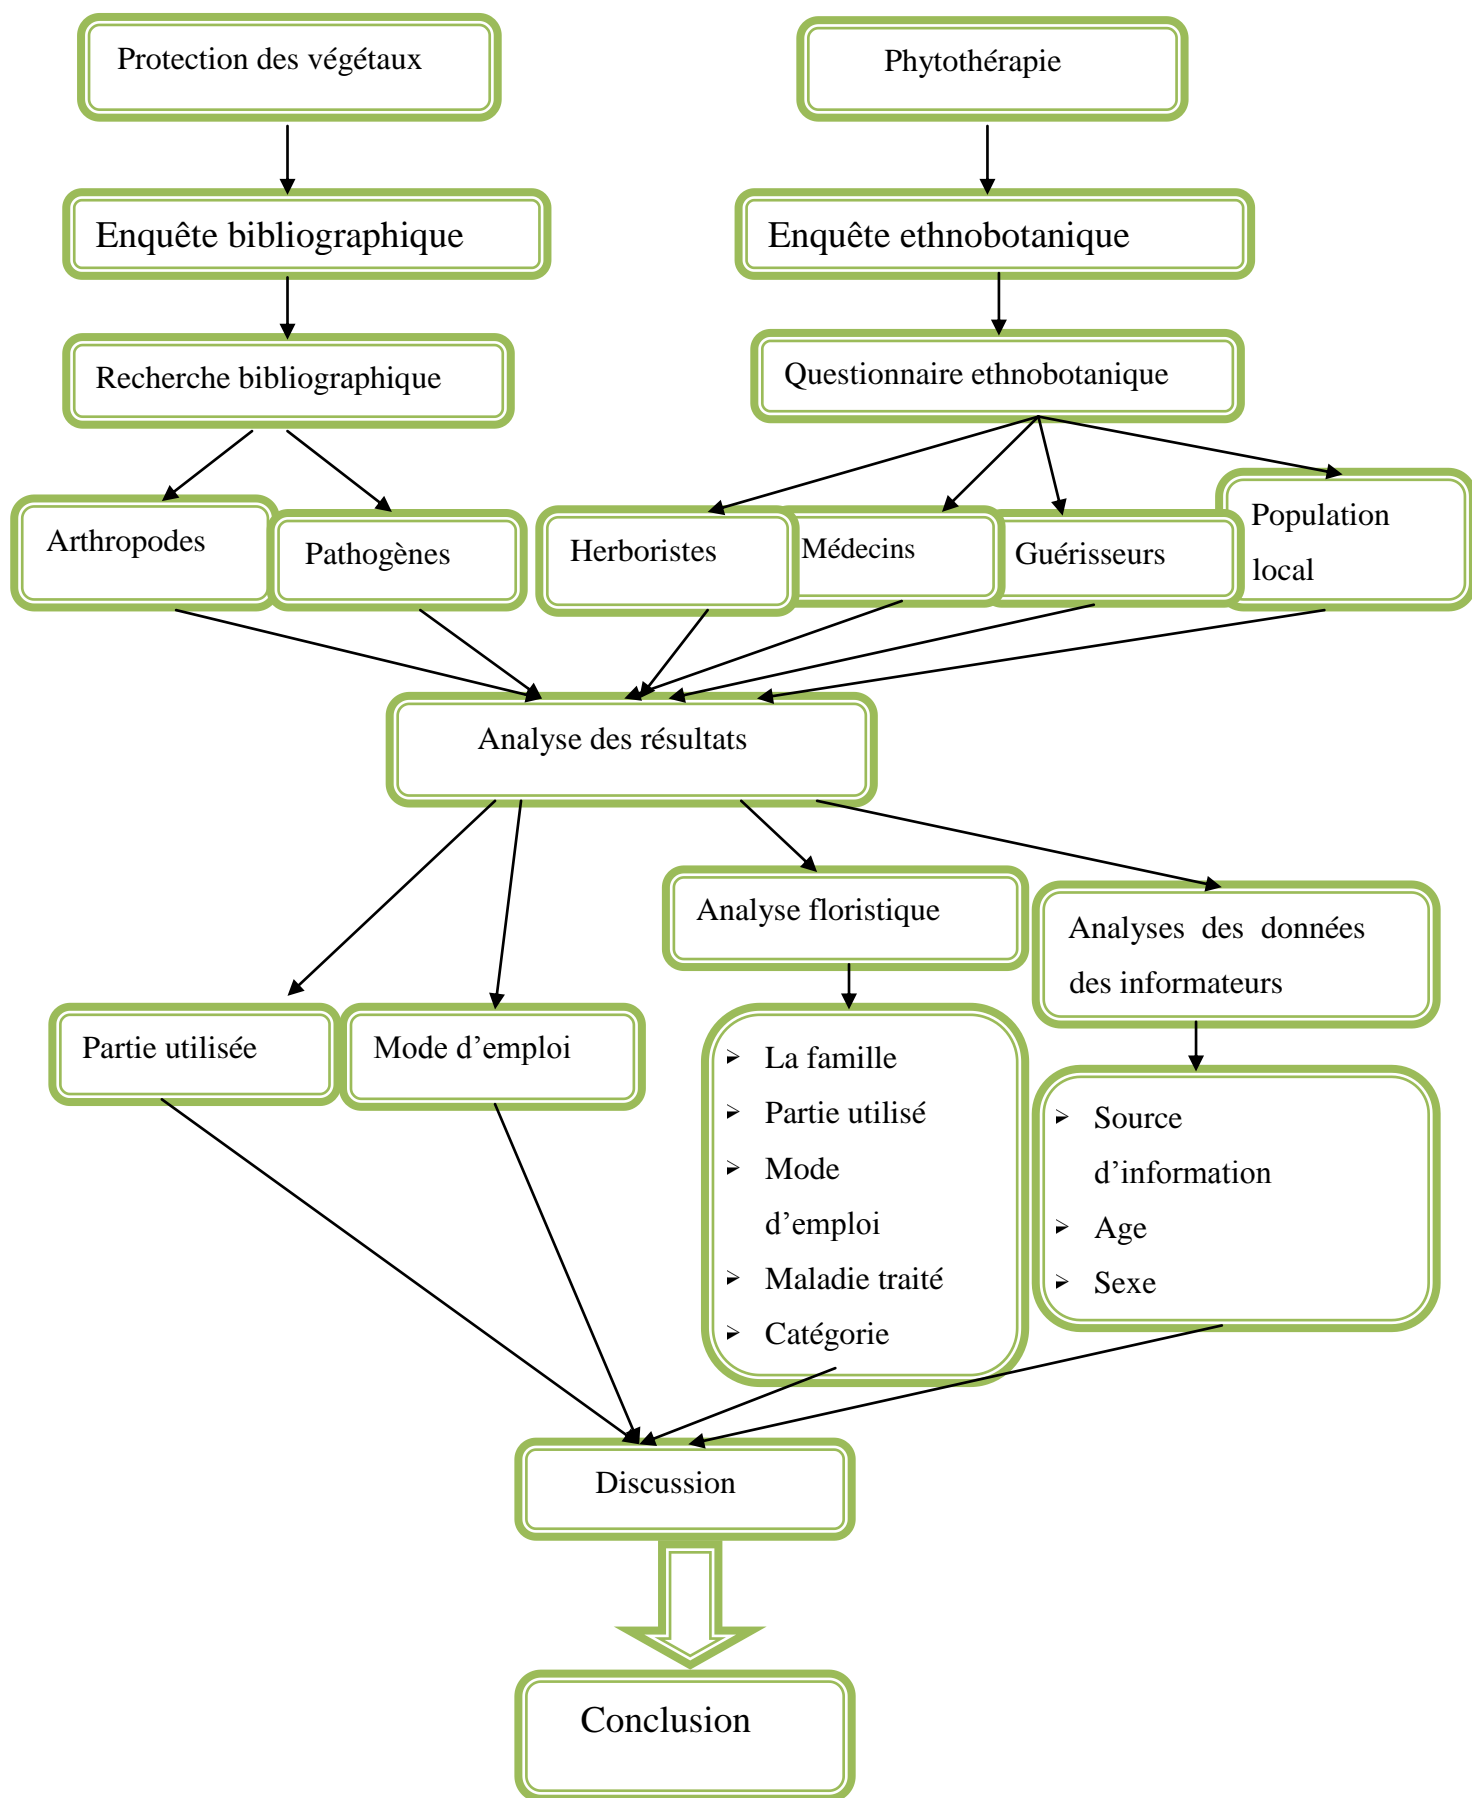 Protection des végétaux
Phytothérapie
Enquête bibliographique
Enquête ethnobotanique
Recherche bibliographique
Questionnaire ethnobotanique
Arthropodes
Pathogènes
Herboristes
Médecins
Guérisseurs
Population
local
Analyse des résultats
Partie utilisée
Mode d’emploi
Analyse floristique
Analyses des données
des informateurs
➢ La famille
➢ Partie utilisé
➢ Mode
d’emploi
➢ Maladie traité
➢ Catégorie
➢ Source
d’information
➢ Age
➢ Sexe
Discussion
Conclusion